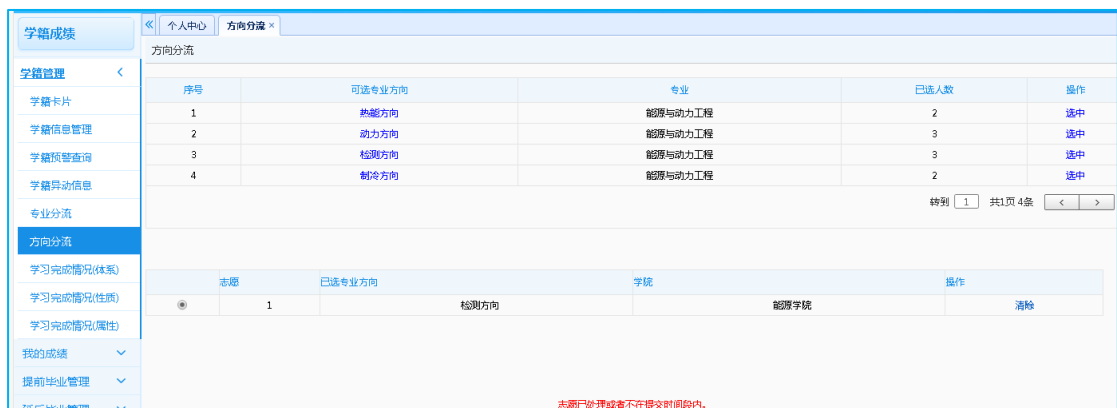 学籍成绩
« 个人中心 方向分流 ×
方向分流
学籍管理
学籍卡片
学籍信息管理
学籍预警查询
学籍异动信息
专业分流
方向分流
学习完成情况(体系)
学习完成情况(性质)
学习完成情况(属性)
我的成绩
提前毕业管理
延后毕业管理
序号 可选专业方向 专业 已选人数 操作
1 热能方向 能源与动力工程 2 选中
2 动力方向 能源与动力工程 3 选中
3 检测方向 能源与动力工程 3 选中
4 制冷方向 能源与动力工程 2 选中
转到 1 共1页 4条 < >
志愿 已选专业方向 学院 操作
1 检测方向 能源学院 清除
志愿已处理或者不在提交时间段内。